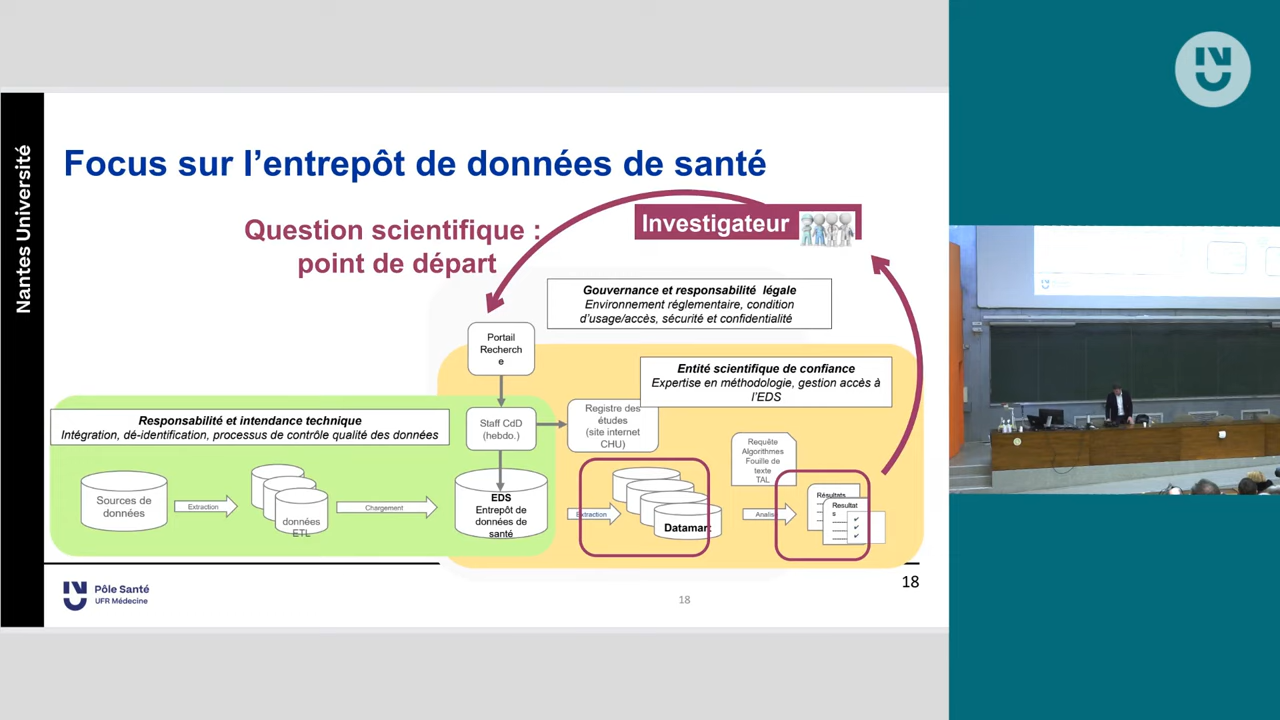 Nantes Université
Focus sur l’entrepôt de données de santé
Question scientifique :
point de départ
Investigateur
Gouvernance et responsabilité légale
Environnement réglementaire, condition
d’usage/accès, sécurité et confidentialité
Portail
Recherch
e
Entité scientifique de confiance
Expertise en méthodologie, gestion accès à
l’EDS
Responsabilité et intendance technique
Intégration, dé-identification, processus de contrôle qualité des données
Staff CdD
(hebdo.)
Registre des
études
(site internet
CHU)
Requête
Algorithmes
Fouille de
texte
TAL
Sources de
données
Extraction
données
ETL
Chargement
EDS
Entrepôt de
données de
santé
Extraction
Datamart
Résultats
Resultat
s
Pôle Santé
UFR Médecine
18
18